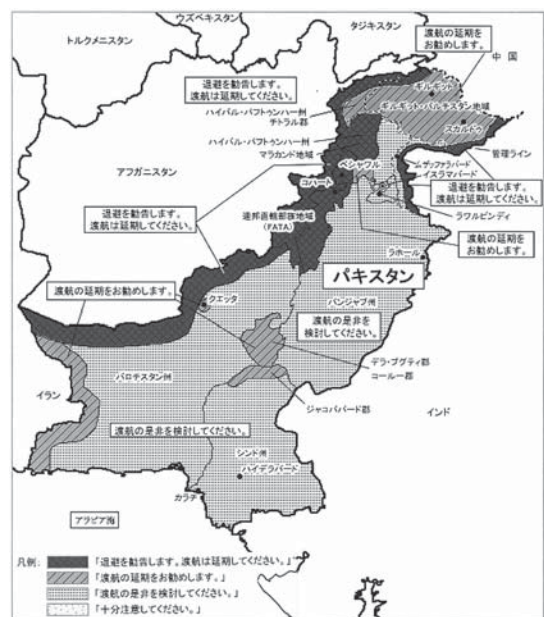 ウズベキスタン
タジキスタン
トルクメニスタン
渡航の延期を
お勧めします。
中国
退避を勧告します。
渡航は延期してください。
ギルギット
ハイバル・パフトゥンハー州
チトラル郡
ギルギット・バルチスタン地域
スカルドゥ
ハイバル・パフトゥンハー州
マラカンド地域
管理ライン
アフガニスタン
ペシャワル
ムザッファラバード
イスラマバード
コハート
退避を勧告します。
渡航は延期してください。
退避を勧告します。
渡航は延期してください。
連邦直轄部族地域
(FATA)
ラワルピンディ
渡航の延期を
お勧めします。
ラホール
パキスタン
渡航の延期をお勧めします。
クエッタ
パンジャブ州
渡航の是非を
検討してください。
デラ・ブグティ郡
コールー郡
イラン
バロチスタン州
ジャコババード郡
インド
渡航の是非を検討してください。
シンド州
ハイデラバード
カラチ
アラビア海
凡例:
「退避を勧告します。渡航は延期してください。」
「渡航の延期をお勧めします。」
「渡航の是非を検討してください。」
「十分注意してください。」